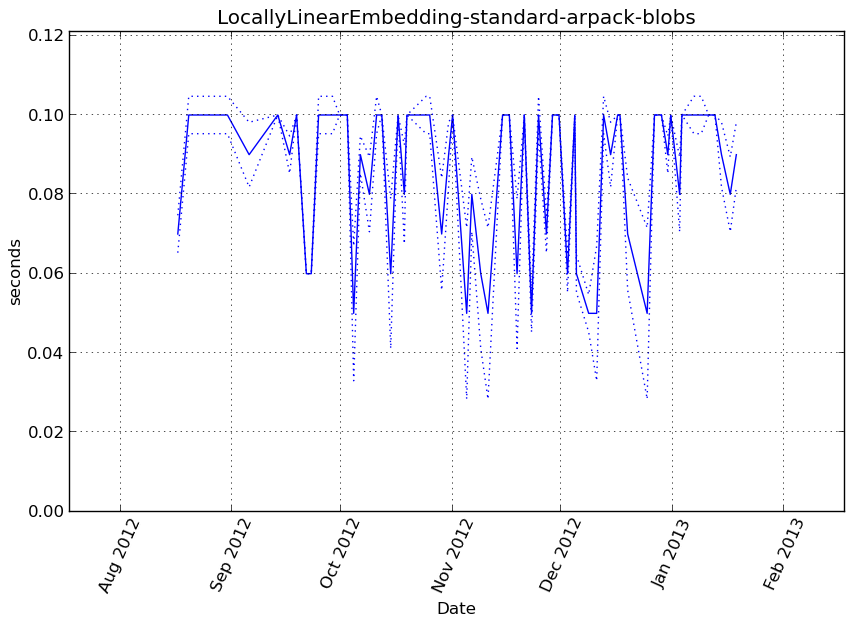 LocallyLinearEmbedding-standard-arpack-blobs
0.12
0.10
0.08
0.06
0.04
0.02
0.00
seconds
Aug 2012
Sep 2012
Oct 2012
Nov 2012
Dec 2012
Jan 2013
Feb 2013
Date